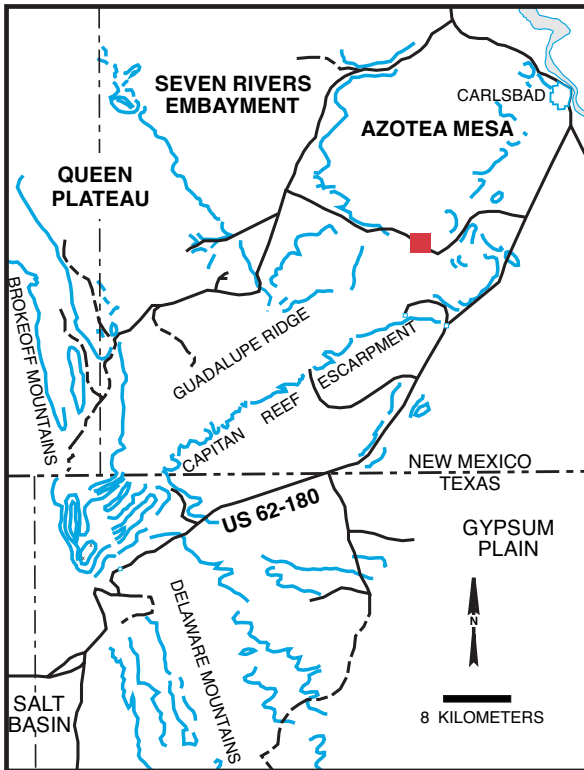 SEVEN RIVERS
EMBAYMENT
CARLSBAD
AZOTEA MESA
QUEEN
PLATEAU
BROKEOFF MOUNTAINS
GUADALUPE RIDGE
CAPITAN REEF ESCARPMENT
NEW MEXICO
TEXAS
US 62-180
GYPSUM
PLAIN
DELAWARE MOUNTAINS
N
SALT
BASIN
8 KILOMETERS